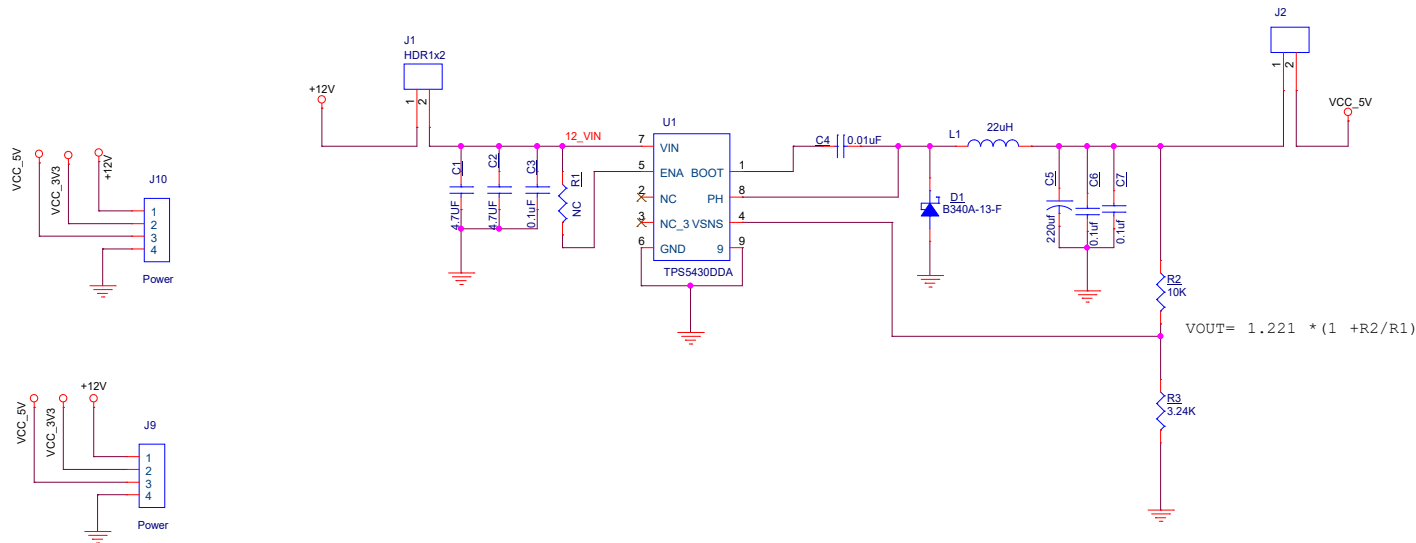 VCC_5V
VCC_3V3
+12V
J10
1
2
3
4
Power
VCC_5V
VCC_3V3
+12V
J9
1
2
3
4
Power
+12V
J1
HDR1x2
1
2
12_VIN
C1
4.7UF
C2
4.7UF
C3
0.1uF
R1
NC
U1
7
VIN
5
ENA
BOOT
1
2
NC
PH
8
3
NC_3
VSNS
4
6
GND
9
9
TPS5430DDA
C4
0.01uF
D1
B340A-13-F
L1
22uH
C5
220uf
C6
0.1uf
C7
0.1uf
J2
1
2
VCC_5V
R2
10K
VOUT= 1.221 *(1 +R2/R1)
R3
3.24K